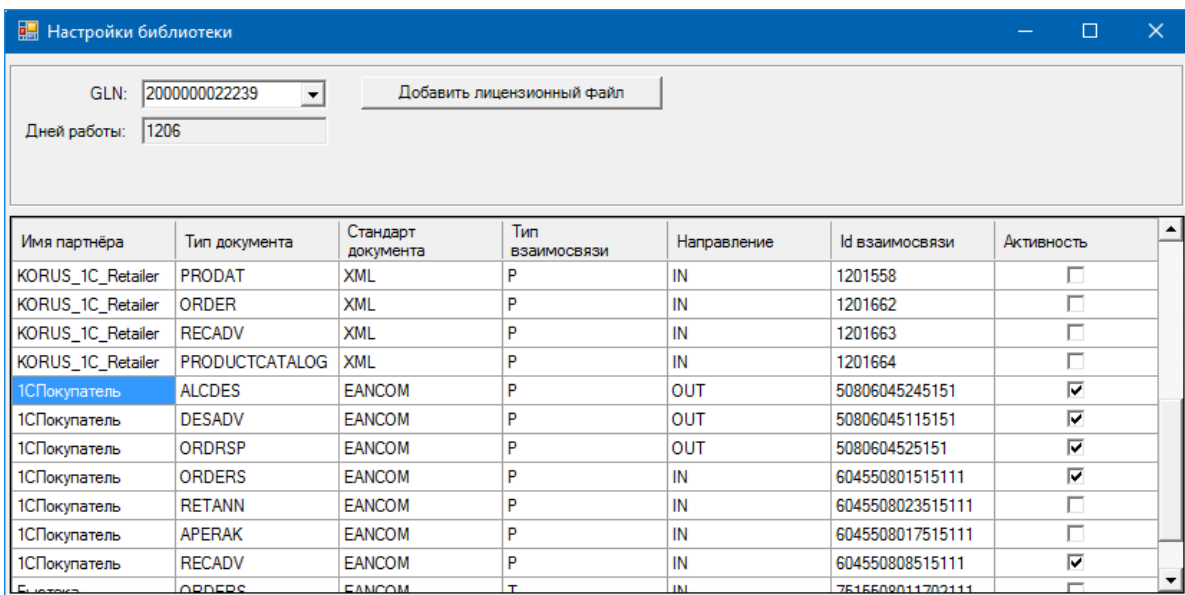 Настройки библиотеки
GLN: 2000000022239 Добавить лицензионный файл
Дней работы: 1206
Имя партнёра Тип документа Стандарт документа Тип взаимосвязи Направление Id взаимосвязи Активность
KORUS_1C_Retailer PRODAT XML P IN 1201558
KORUS_1C_Retailer ORDER XML P IN 1201662
KORUS_1C_Retailer RECADV XML P IN 1201663
KORUS_1C_Retailer PRODUCTCATALOG XML P IN 1201664
1СПокупатель ALCDES EANCOM P OUT 50806045245151
1СПокупатель DESADV EANCOM P OUT 50806045115151
1СПокупатель ORDRSP EANCOM P OUT 5080604525151
1СПокупатель ORDERS EANCOM P IN 604550801515111
1СПокупатель RETANN EANCOM P IN 6045508023515111
1СПокупатель APERAK EANCOM P IN 6045508017515111
1СПокупатель RECADV EANCOM P IN 604550808515111
ORDERS EANCOM T IN